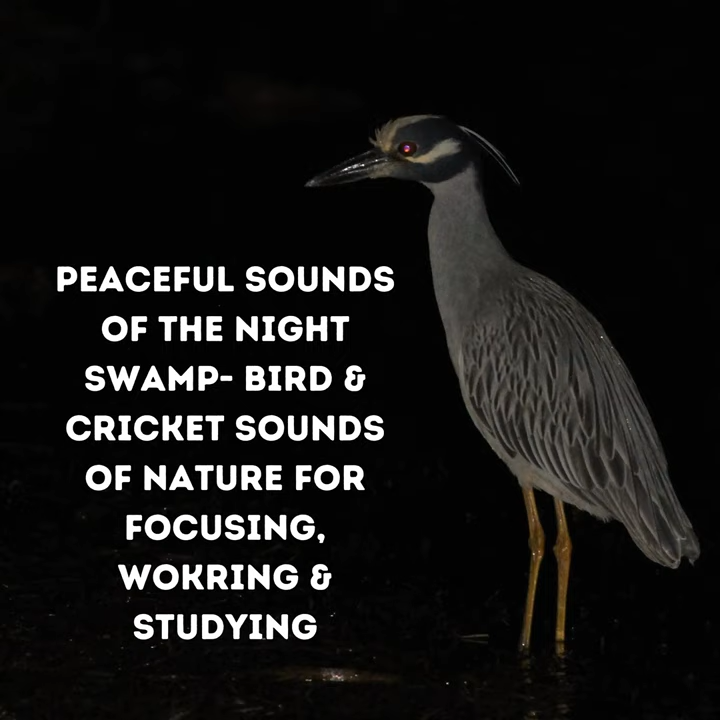 PEACEFUL SOUNDS
OF THE NIGHT
SWAMP- BIRD &
CRICKET SOUNDS
OF NATURE FOR
FOCUSING,
WOKRING &
STUDYING